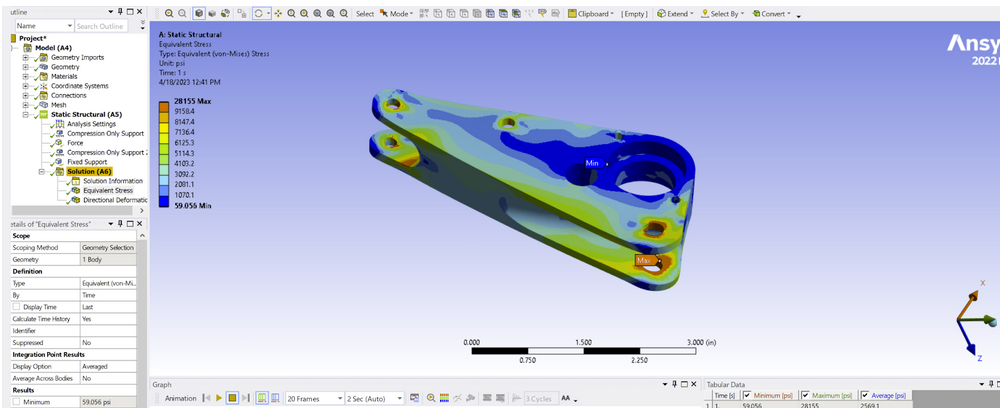 utline
Name
Search Outline
Project*
Model (A4)
Geometry Imports
Geometry
Materials
Coordinate Systems
Connections
Mesh
Static Structural (A5)
Analysis Settings
Compression Only Support
Force
Compression Only Support 2
Fixed Support
Solution (A6)
Solution Information
Equivalent Stress
Directional Deformatic
etails of "Equivalent Stress"
Scope
Scoping Method Geometry Selection
Geometry 1 Body
Definition
Type Equivalent (von-Mi...
By Time
Display Time Last
Calculate Time History Yes
Identifier
Suppressed No
Integration Point Results
Display Option Averaged
Average Across Bodies No
Results
Minimum 59.056 psi
Select Mode Clipboard [Empty] Extend Select By Convert
A: Static Structural
Equivalent Stress
Type: Equivalent (von-Mises) Stress
Unit: psi
Time: 1 s
4/18/2023 12:41 PM
28155 Max
9158.4
8147.4
7136.4
6125.3
5114.3
4103.2
3092.2
2081.1
1070.1
59.056 Min
Min
Max
Ansy
2022
X
Z
0.000 1.500 3.000 (in)
0.750 2.250
Graph
Animation 20 Frames 2 Sec (Auto) 3 Cycles AA
Tabular Data
Time [s] Minimum [psi] Maximum [psi] Average [psi]
1 1. 59.056 28155 2569.1